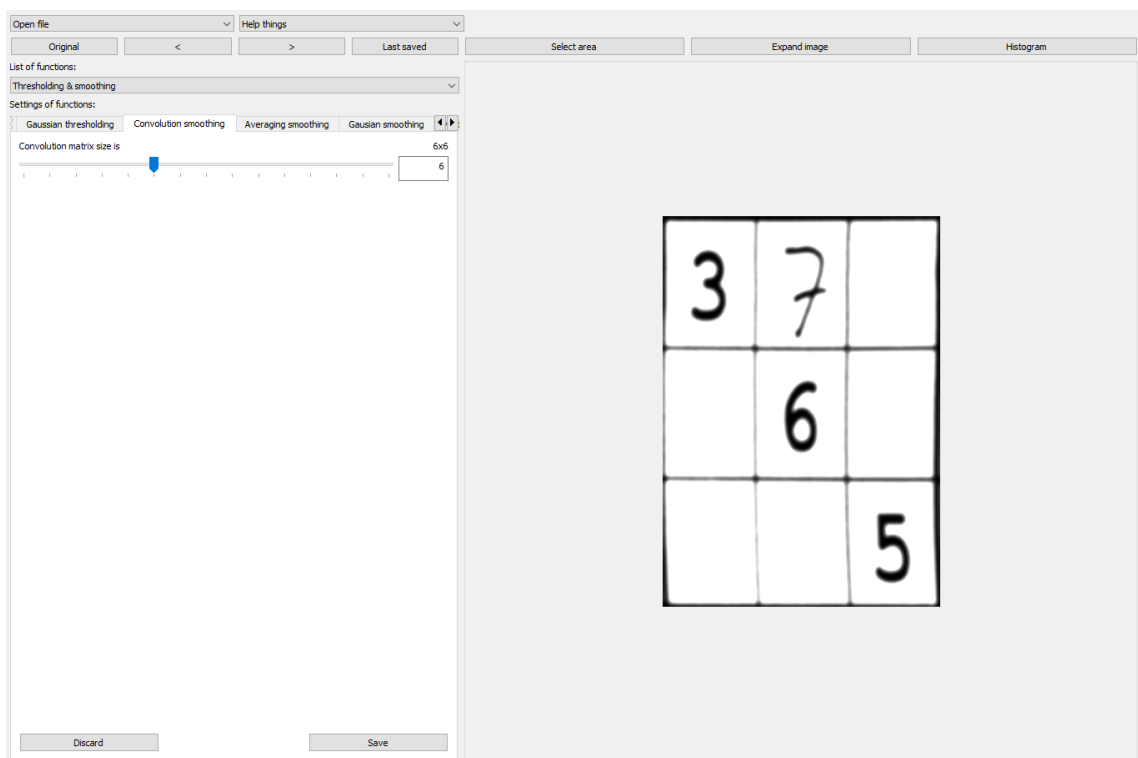 Open file Help things
Original < > Last saved Select area Expand image Histogram
List of functions:
Thresholding & smoothing
Settings of functions:
Gaussian thresholding Convolution smoothing Averaging smoothing Gausian smoothing
Convolution matrix size is 6x6
6
3 7
6
5
Discard Save